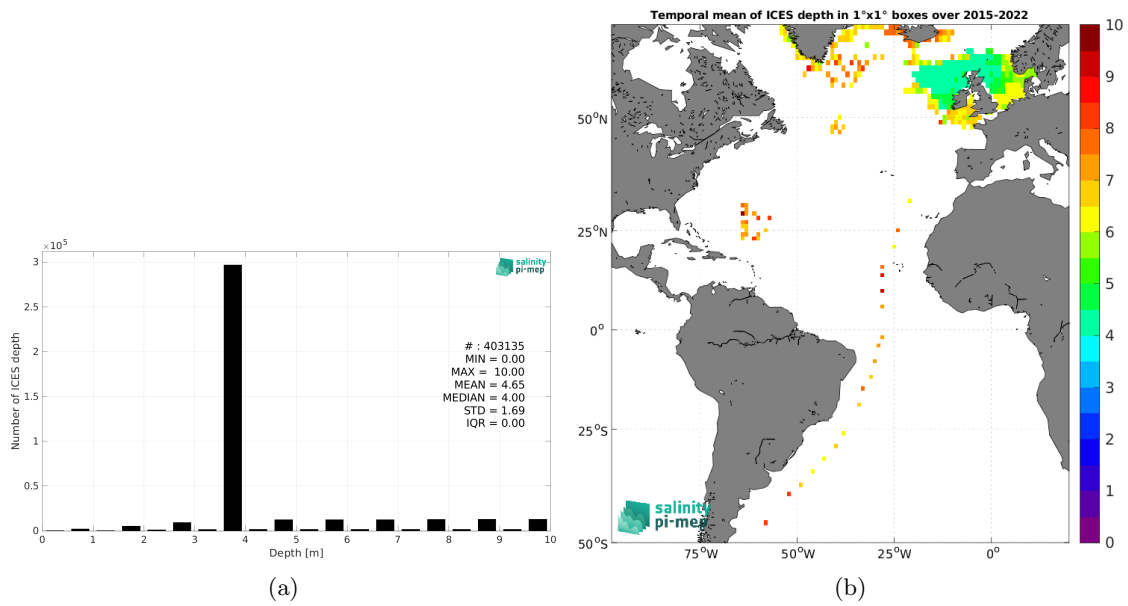 ×10⁵
3
2.5
2
1.5
1
0.5
0
0 1 2 3 4 5 6 7 8 9 10
Number of ICES depth
Depth [m]
salinity
pi-mep
# : 403135
MIN = 0.00
MAX = 10.00
MEAN = 4.65
MEDIAN = 4.00
STD = 1.69
IQR = 0.00
(a)
Temporal mean of ICES depth in 1°x1° boxes over 2015-2022
50°N
25°N
0°
25°S
50°S
75°W 50°W 25°W 0°
salinity
pi-mep
10
9
8
7
6
5
4
3
2
1
0
(b)